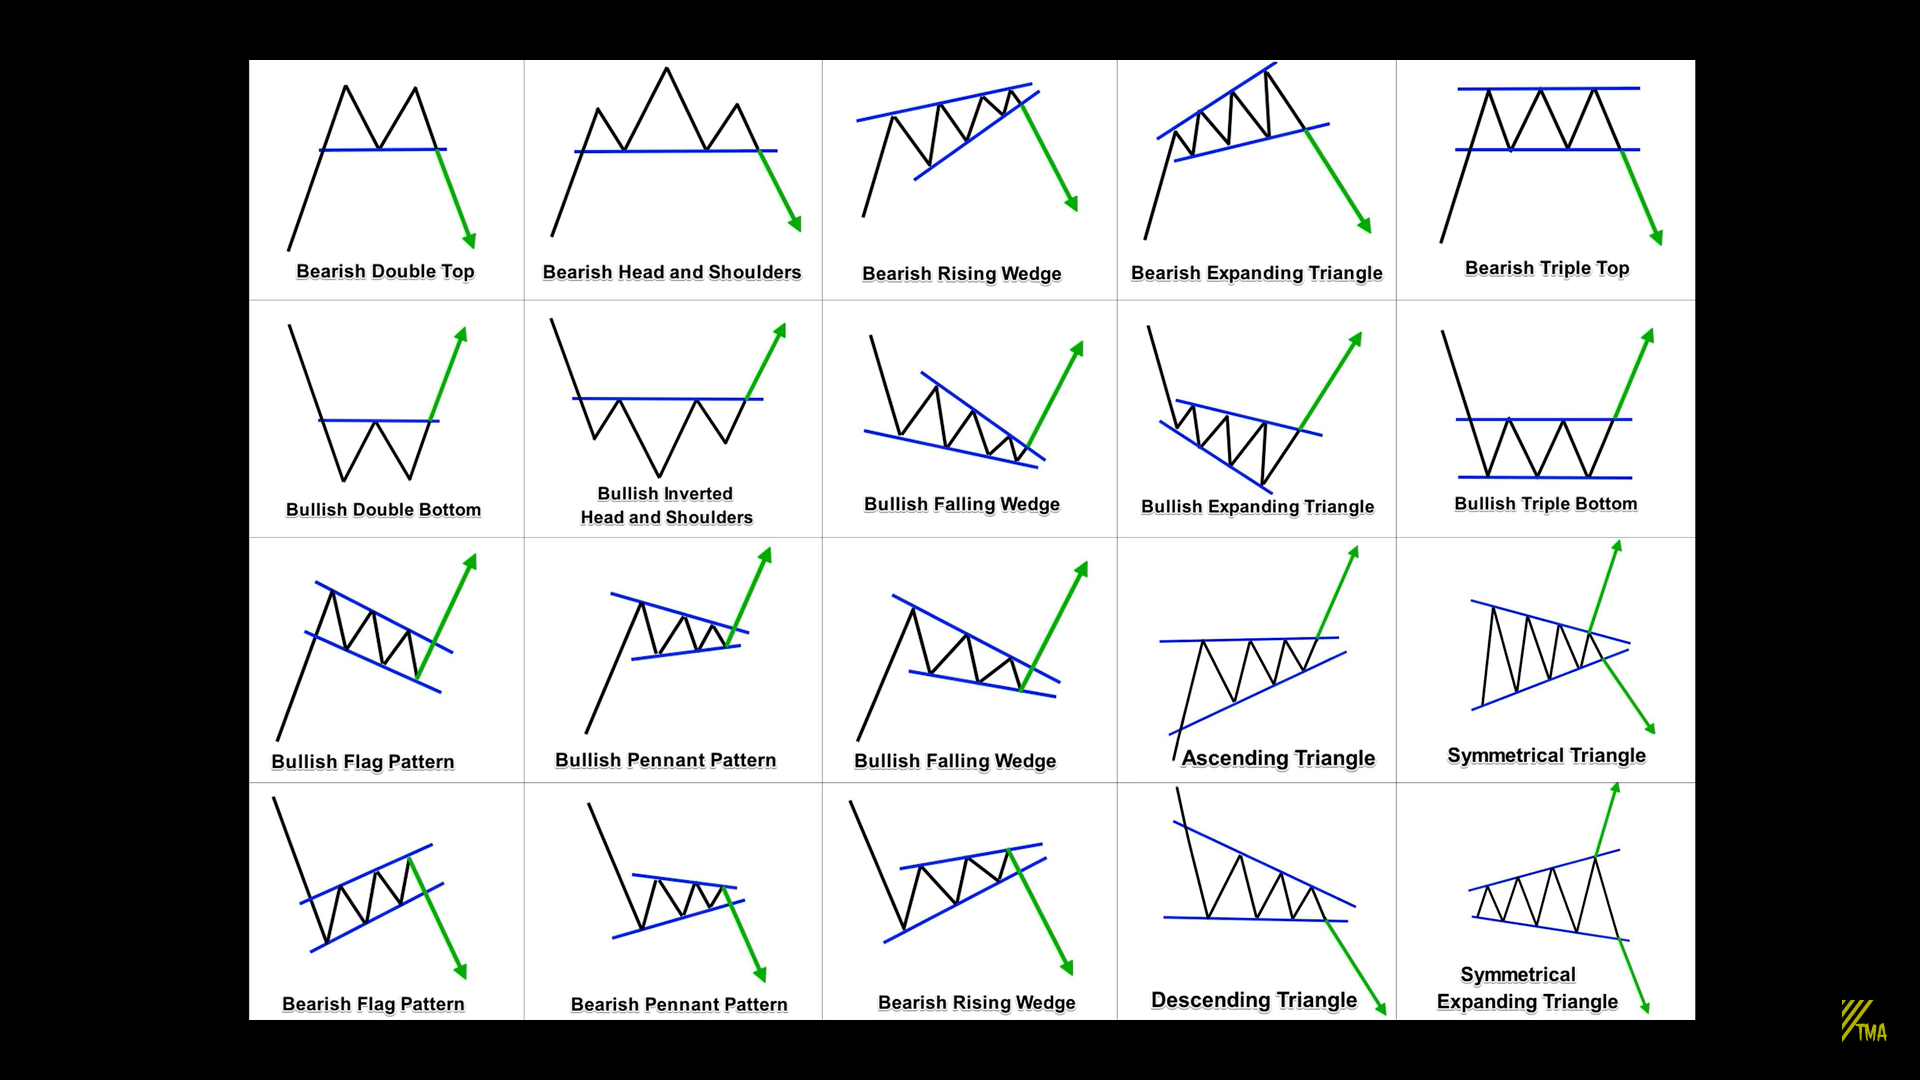 Bearish Double Top
Bearish Head and Shoulders
Bearish Rising Wedge
Bearish Expanding Triangle
Bearish Triple Top
Bullish Double Bottom
Bullish Inverted
Head and Shoulders
Bullish Falling Wedge
Bullish Expanding Triangle
Bullish Triple Bottom
Bullish Flag Pattern
Bullish Pennant Pattern
Bullish Falling Wedge
Ascending Triangle
Symmetrical Triangle
Bearish Flag Pattern
Bearish Pennant Pattern
Bearish Rising Wedge
Descending Triangle
Symmetrical
Expanding Triangle
TMA